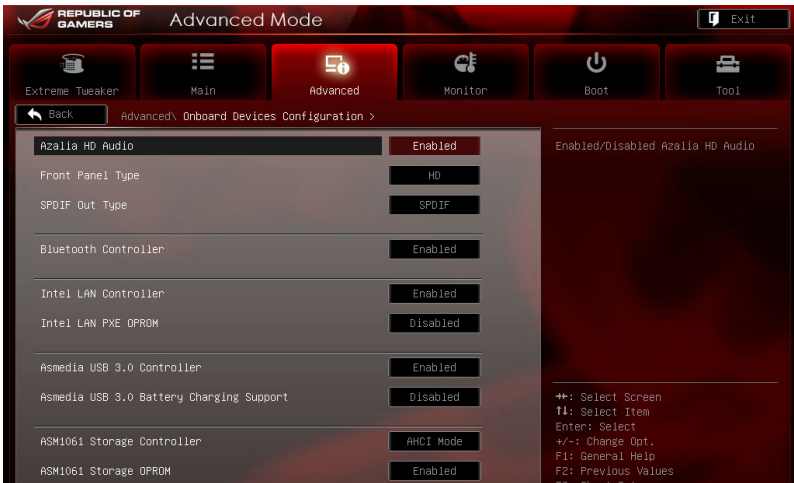 REPUBLIC OF
GAMERS
Advanced Mode
Exit
Extreme Tweaker
Main
Advanced
Monitor
Boot
Tool
Back
Advanced\ Onboard Devices Configuration >
Azalia HD Audio Enabled
Enabled/Disabled Azalia HD Audio
Front Panel Type HD
SPDIF Out Type SPDIF
Bluetooth Controller Enabled
Intel LAN Controller Enabled
Intel LAN PXE OPROM Disabled
Asmedia USB 3.0 Controller Enabled
Asmedia USB 3.0 Battery Charging Support Disabled
ASM1061 Storage Controller AHCI Mode
ASM1061 Storage OPROM Enabled
→←: Select Screen
↑↓: Select Item
Enter: Select
+/-: Change Opt.
F1: General Help
F2: Previous Values